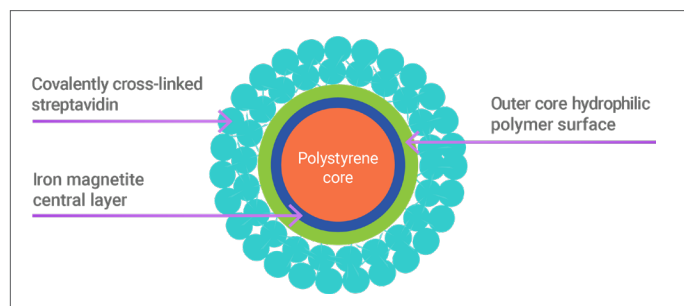 Covalently cross-linked
streptavidin
Outer core hydrophilic
polymer surface
Polystyrene
core
Iron magnetite
central layer